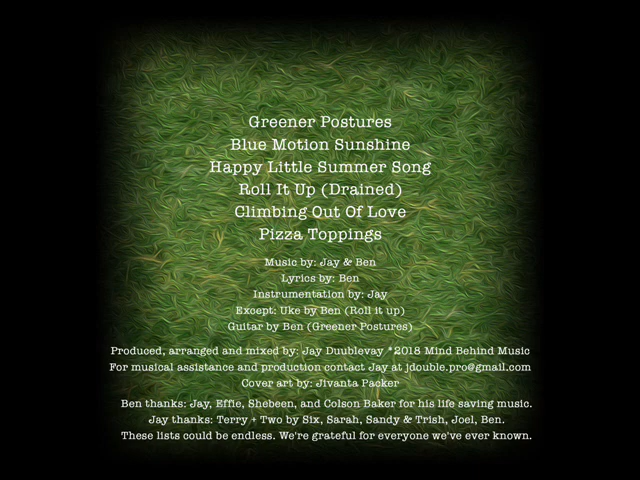 Greener Postures
Blue Motion Sunshine
Happy Little Summer Song
Roll It Up (Drained)
Climbing Out Of Love
Pizza Toppings
Music by: Jay & Ben
Lyrics by: Ben
Instrumentation by: Jay
Except: Uke by Ben (Roll it up)
Guitar by Ben (Greener Postures)
Produced, arranged and mixed by: Jay Duublevay *2018 Mind Behind Music
For musical assistance and production contact Jay at jdouble.pro@gmail.com
Cover art by: Jivanta Packer
Ben thanks: Jay, Effie, Shebeen, and Colson Baker for his life saving music.
Jay thanks: Terry + Two by Six, Sarah, Sandy & Trish, Joel, Ben.
These lists could be endless. We're grateful for everyone we've ever known.